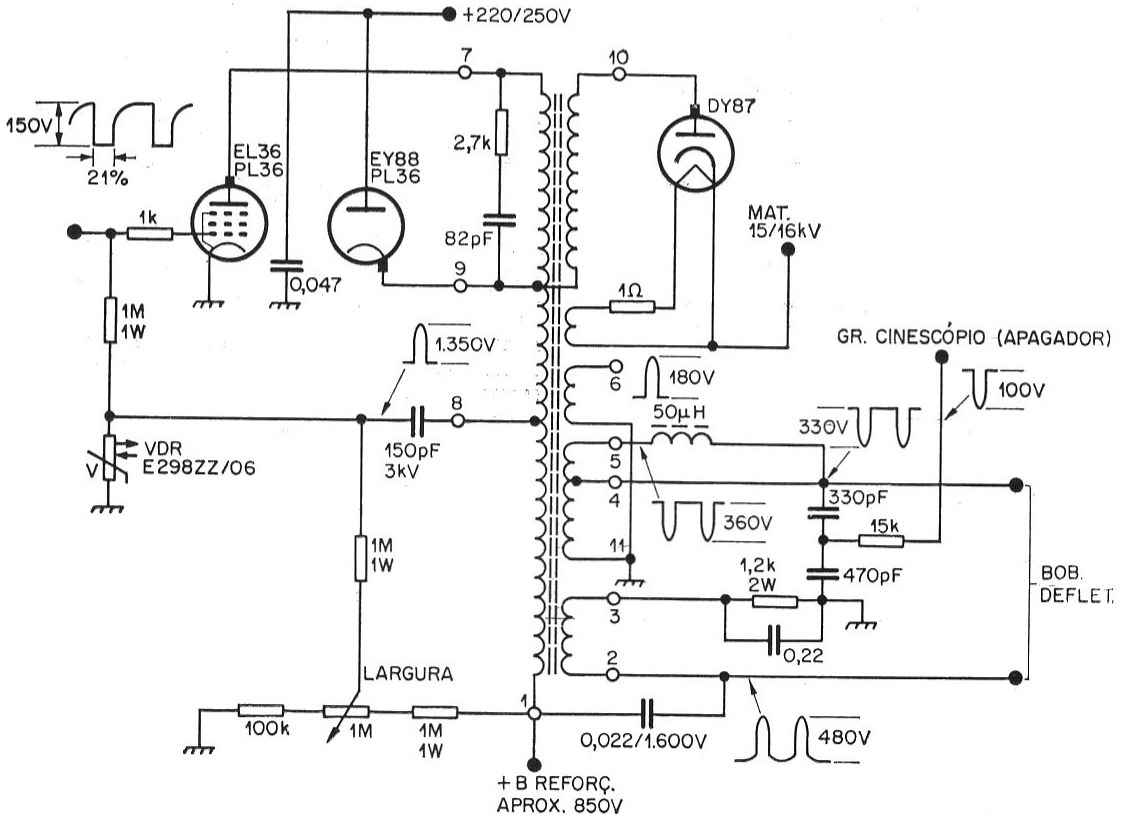 +220/250V
7
10
DY87
150V
21%
EL36
PL36
EY88
PL36
2,7k
82pF
1k
MAT.
15/16kV
0,047
9
1Ω
1M
1W
1.350V
GR. CINESCÓPIO (APAGADOR)
6
180V
100V
50µH
330V
8
150pF
3kV
VDR
E298ZZ/06
V
5
4
360V
330pF
15k
11
470pF
1M
1W
1,2k
2W
BOB.
DEFLET.
3
0,22
2
LARGURA
1
100k
1M
1M
1W
0,022/1.600V
480V
+B REFORÇ.
APROX. 850V